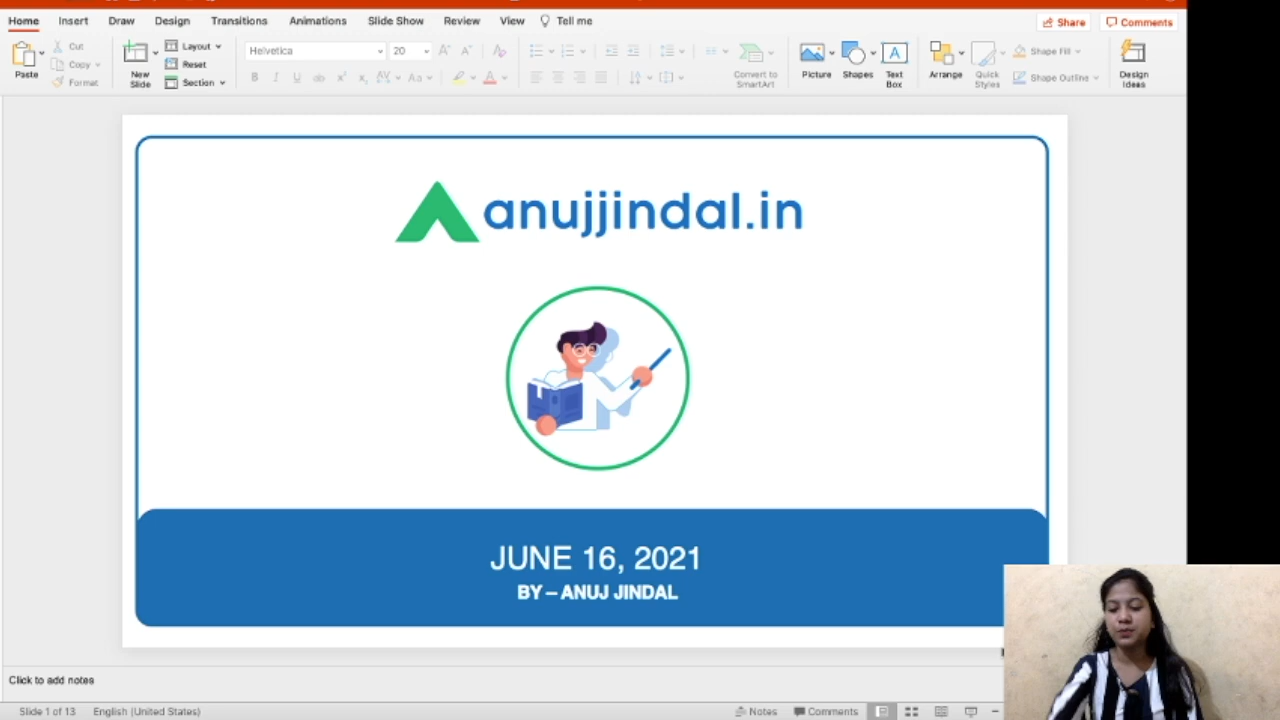 Home Insert Draw Design Transitions Animations Slide Show Review View Tell me Share Comments
Paste Cut Copy Format
New Slide Layout Reset Section
Helvetica 20
Convert to SmartArt
Picture Shapes Text Box
Arrange Quick Styles Shape Fill Shape Outline
Design Ideas
anujjindal.in
JUNE 16, 2021
BY – ANUJ JINDAL
Click to add notes
Slide 1 of 13 English (United States) Notes Comments